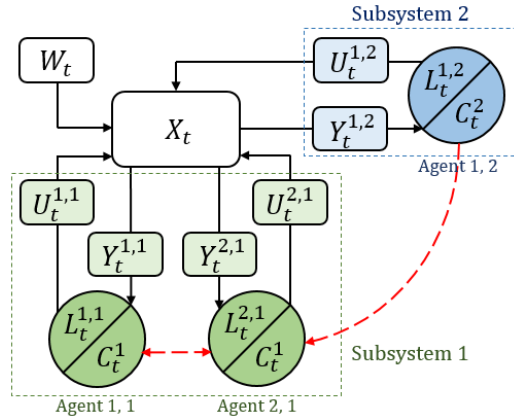 Subsystem 2
W_t
U_t^{1,2}
L_t^{1,2}
C_t^2
X_t
Y_t^{1,2}
Agent 1, 2
U_t^{1,1}
U_t^{2,1}
Y_t^{1,1}
Y_t^{2,1}
L_t^{1,1}
C_t^1
L_t^{2,1}
C_t^1
Subsystem 1
Agent 1, 1
Agent 2, 1